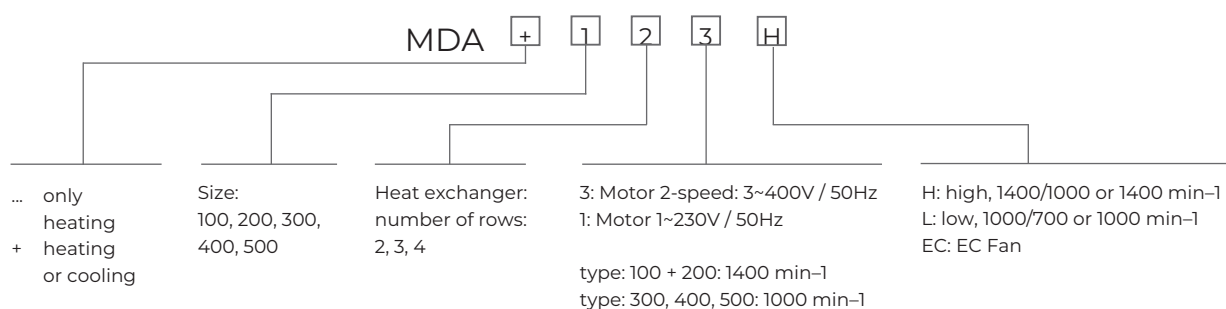 MDA + 1 2 3 H
... only
heating
+ heating
or cooling
Size:
100, 200, 300,
400, 500
Heat exchanger:
number of rows:
2, 3, 4
3: Motor 2-speed: 3~400V / 50Hz
1: Motor 1~230V / 50Hz
type: 100 + 200: 1400 min–1
type: 300, 400, 500: 1000 min–1
H: high, 1400/1000 or 1400 min–1
L: low, 1000/700 or 1000 min–1
EC: EC Fan